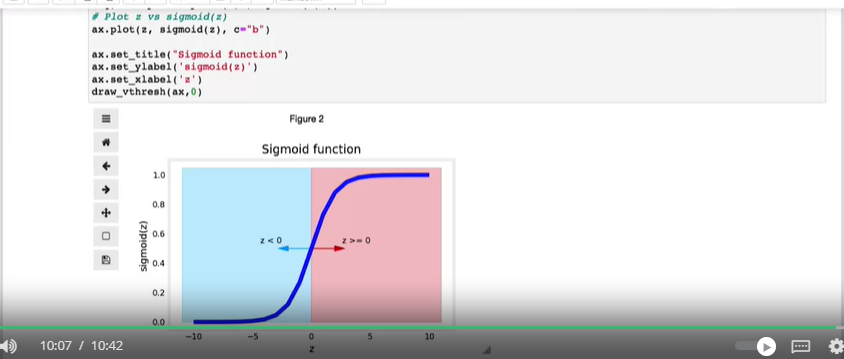 # Plot z vs sigmoid(z)
ax.plot(z, sigmoid(z), c="b")
ax.set_title("Sigmoid function")
ax.set_ylabel('sigmoid(z)')
ax.set_xlabel('z')
draw_vthresh(ax,0)
Figure 2
Sigmoid function
1.0
0.8
0.6
0.4
0.2
0.0
sigmoid(z)
z < 0
z >= 0
−10
−5
0
5
10
z
10:07 / 10:42